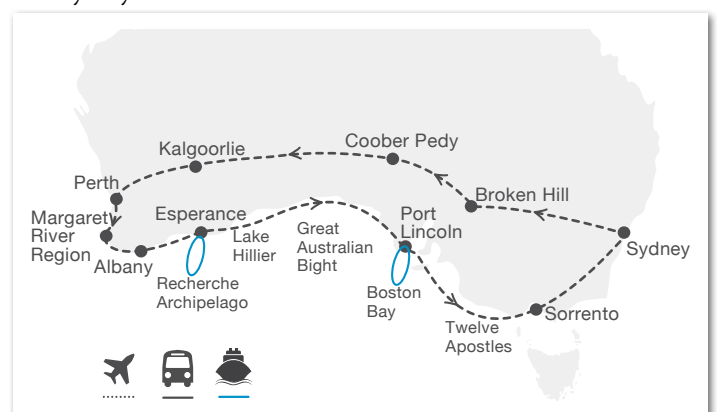 Coober Pedy
Kalgoorlie
Perth
Broken Hill
Margaret
River
Region
Esperance
Port
Lincoln
Lake
Hillier
Great
Australian
Bight
Sydney
Albany
Recherche
Archipelago
Boston
Bay
Sorrento
Twelve
Apostles